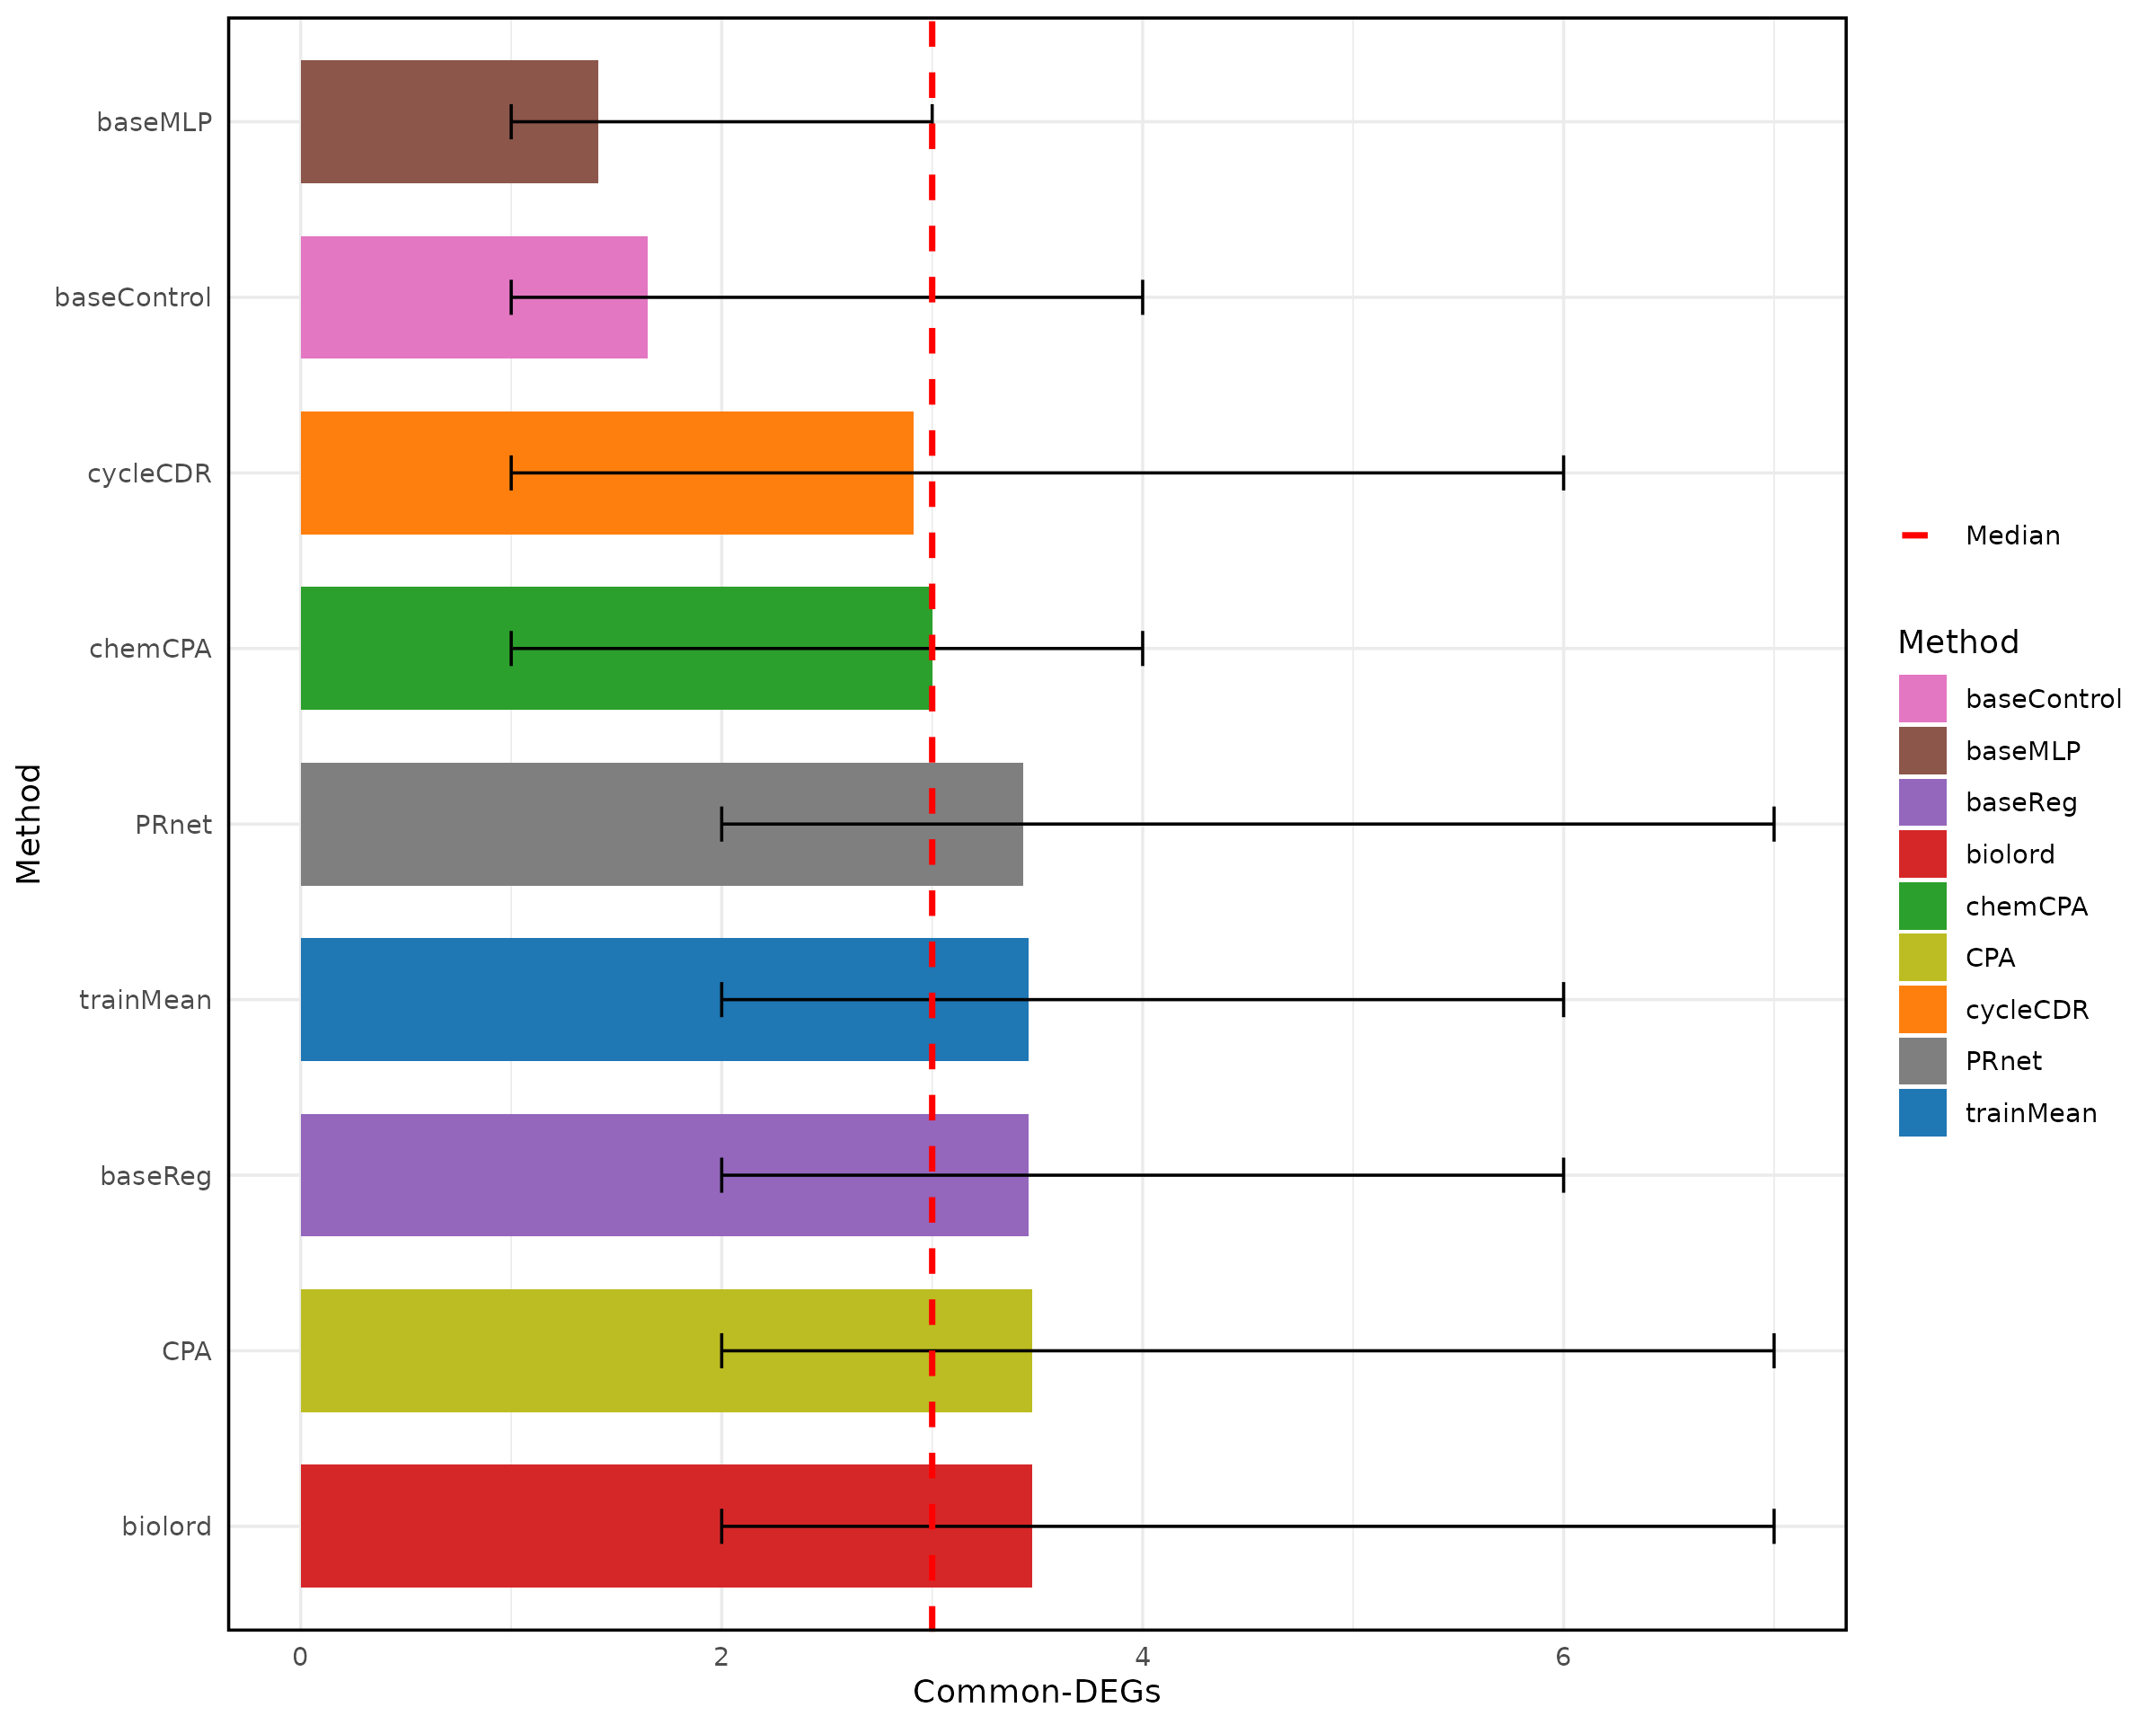 Method
baseMLP
baseControl
cycleCDR
chemCPA
PRnet
trainMean
baseReg
CPA
biolord
0 2 4 6
Common-DEGs
Median
Method
baseControl
baseMLP
baseReg
biolord
chemCPA
CPA
cycleCDR
PRnet
trainMean